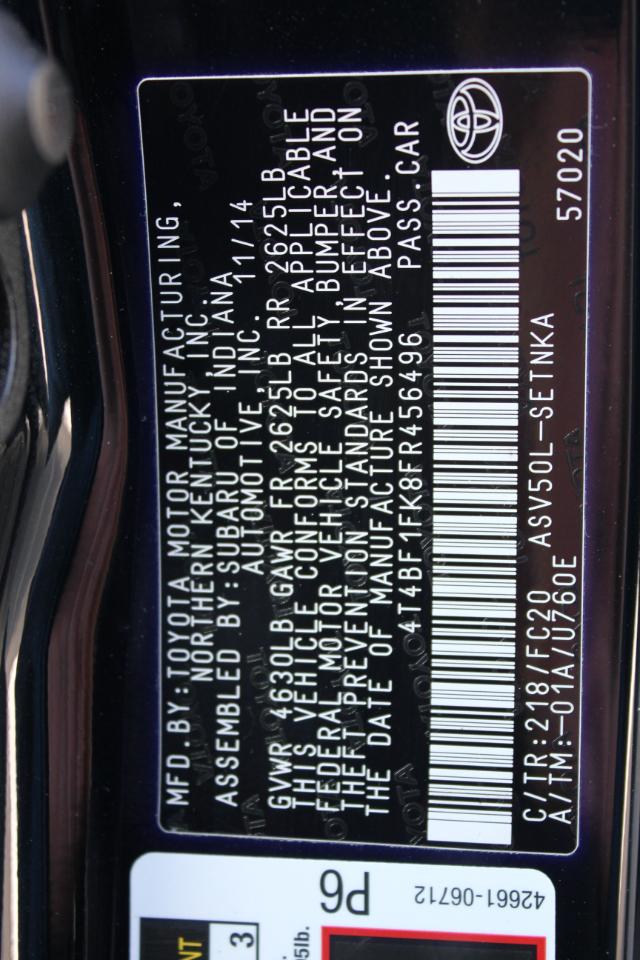 MFD.BY:TOYOTA MOTOR MANUFACTURING,
NORTHERN KENTUCKY,INC.
ASSEMBLED BY:SUBARU OF INDIANA
AUTOMOTIVE,INC. 11/14
GVWR 4630LB GAWR FR 2625LB RR 2625LB
THIS VEHICLE CONFORMS TO ALL APPLICABLE
FEDERAL MOTOR VEHICLE SAFETY,BUMPER,AND
THEFT PREVENTION STANDARDS IN EFFECT ON
THE DATE OF MANUFACTURE SHOWN ABOVE.
4T4BF1FK8FR456496 PASS.CAR
C/TR:218/FC20 ASV50L-SETNKA 57020
A/TM:-01A/U760E
P6
42661-06712
NT
3